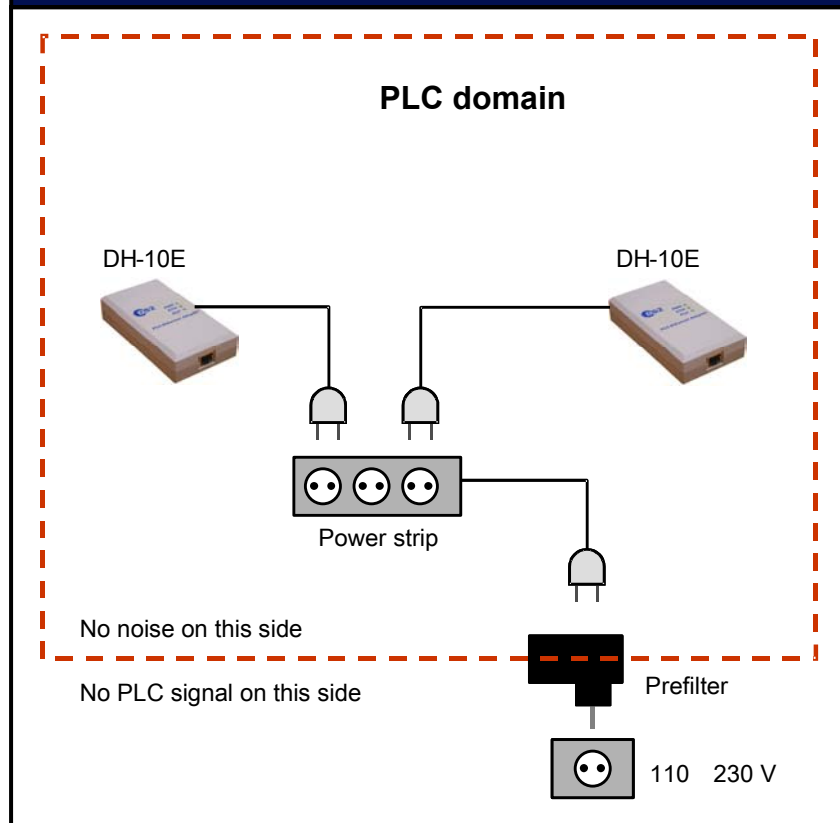 PLC domain
DH-10E
DH-10E
Power strip
No noise on this side
No PLC signal on this side
Prefilter
110 230 V